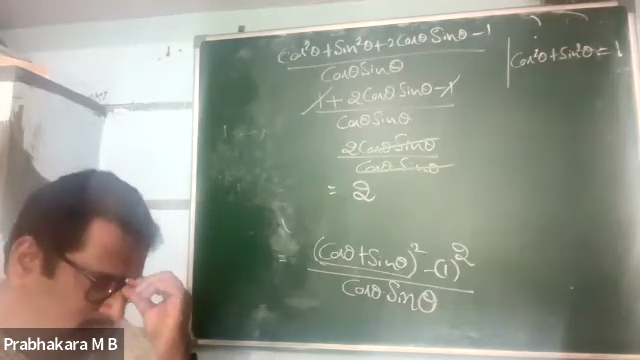 Cos²θ + Sin²θ + 2CosθSinθ - 1
CosθSinθ
Cos²θ + Sin²θ = 1
1 + 2CosθSinθ - 1
CosθSinθ
2CosθSinθ
CosθSinθ
= 2
= (Cosθ + Sinθ)² - (1)²
CosθSinθ
Prabhakara M B